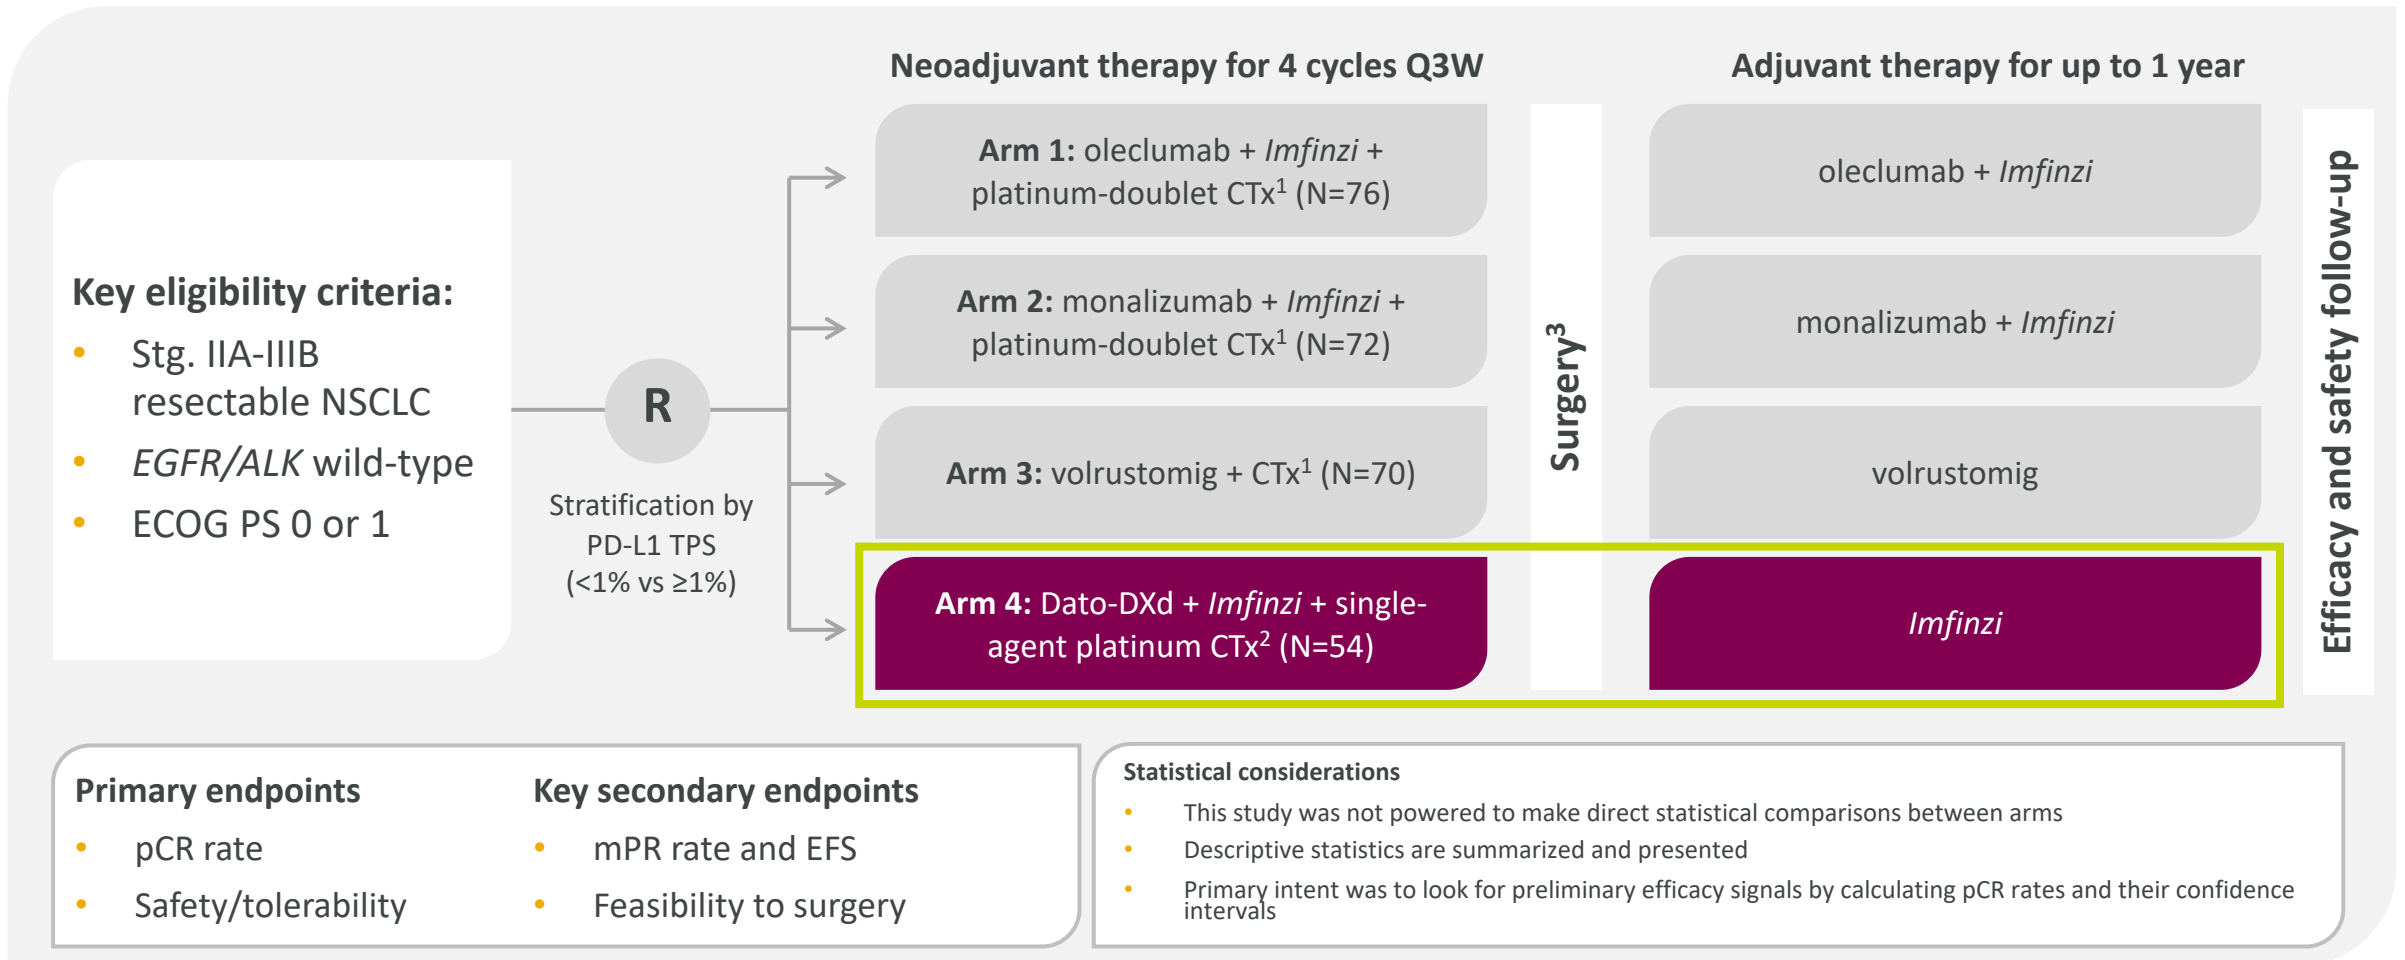 Neoadjuvant therapy for 4 cycles Q3W
Adjuvant therapy for up to 1 year
Key eligibility criteria:
• Stg. IIA-IIIB
resectable NSCLC
• EGFR/ALK wild-type
• ECOG PS 0 or 1
R
Stratification by
PD-L1 TPS
(<1% vs ≥1%)
Arm 1: oleclumab + Imfinzi +
platinum-doublet CTx1 (N=76)
Arm 2: monalizumab + Imfinzi +
platinum-doublet CTx1 (N=72)
Arm 3: volrustomig + CTx1 (N=70)
Arm 4: Dato-DXd + Imfinzi + single-
agent platinum CTx2 (N=54)
Surgery3
oleclumab + Imfinzi
monalizumab + Imfinzi
volrustomig
Imfinzi
Efficacy and safety follow-up
Primary endpoints
• pCR rate
• Safety/tolerability
Key secondary endpoints
• mPR rate and EFS
• Feasibility to surgery
Statistical considerations
• This study was not powered to make direct statistical comparisons between arms
• Descriptive statistics are summarized and presented
• Primary intent was to look for preliminary efficacy signals by calculating pCR rates and their confidence
intervals